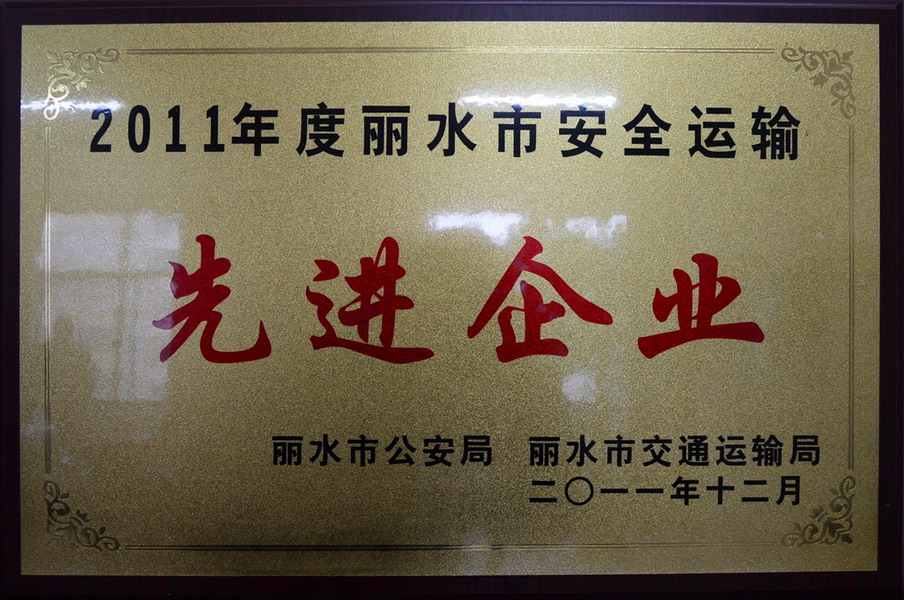 2011年度丽水市安全运输
先进企业
丽水市公安局 丽水市交通运输局
二〇一一年十二月